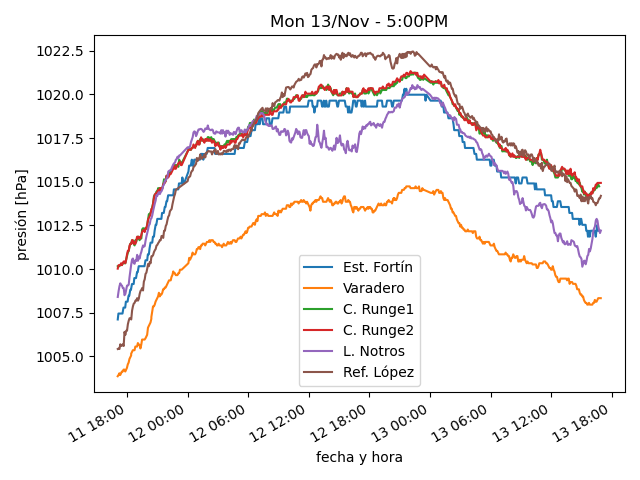 Mon 13/Nov - 5:00PM
1022.5
1020.0
1017.5
1015.0
1012.5
1010.0
1007.5
1005.0
presión [hPa]
Est. Fortín
Varadero
C. Runge1
C. Runge2
L. Notros
Ref. López
11 18:00
12 00:00
12 06:00
12 12:00
12 18:00
13 00:00
13 06:00
13 12:00
13 18:00
fecha y hora